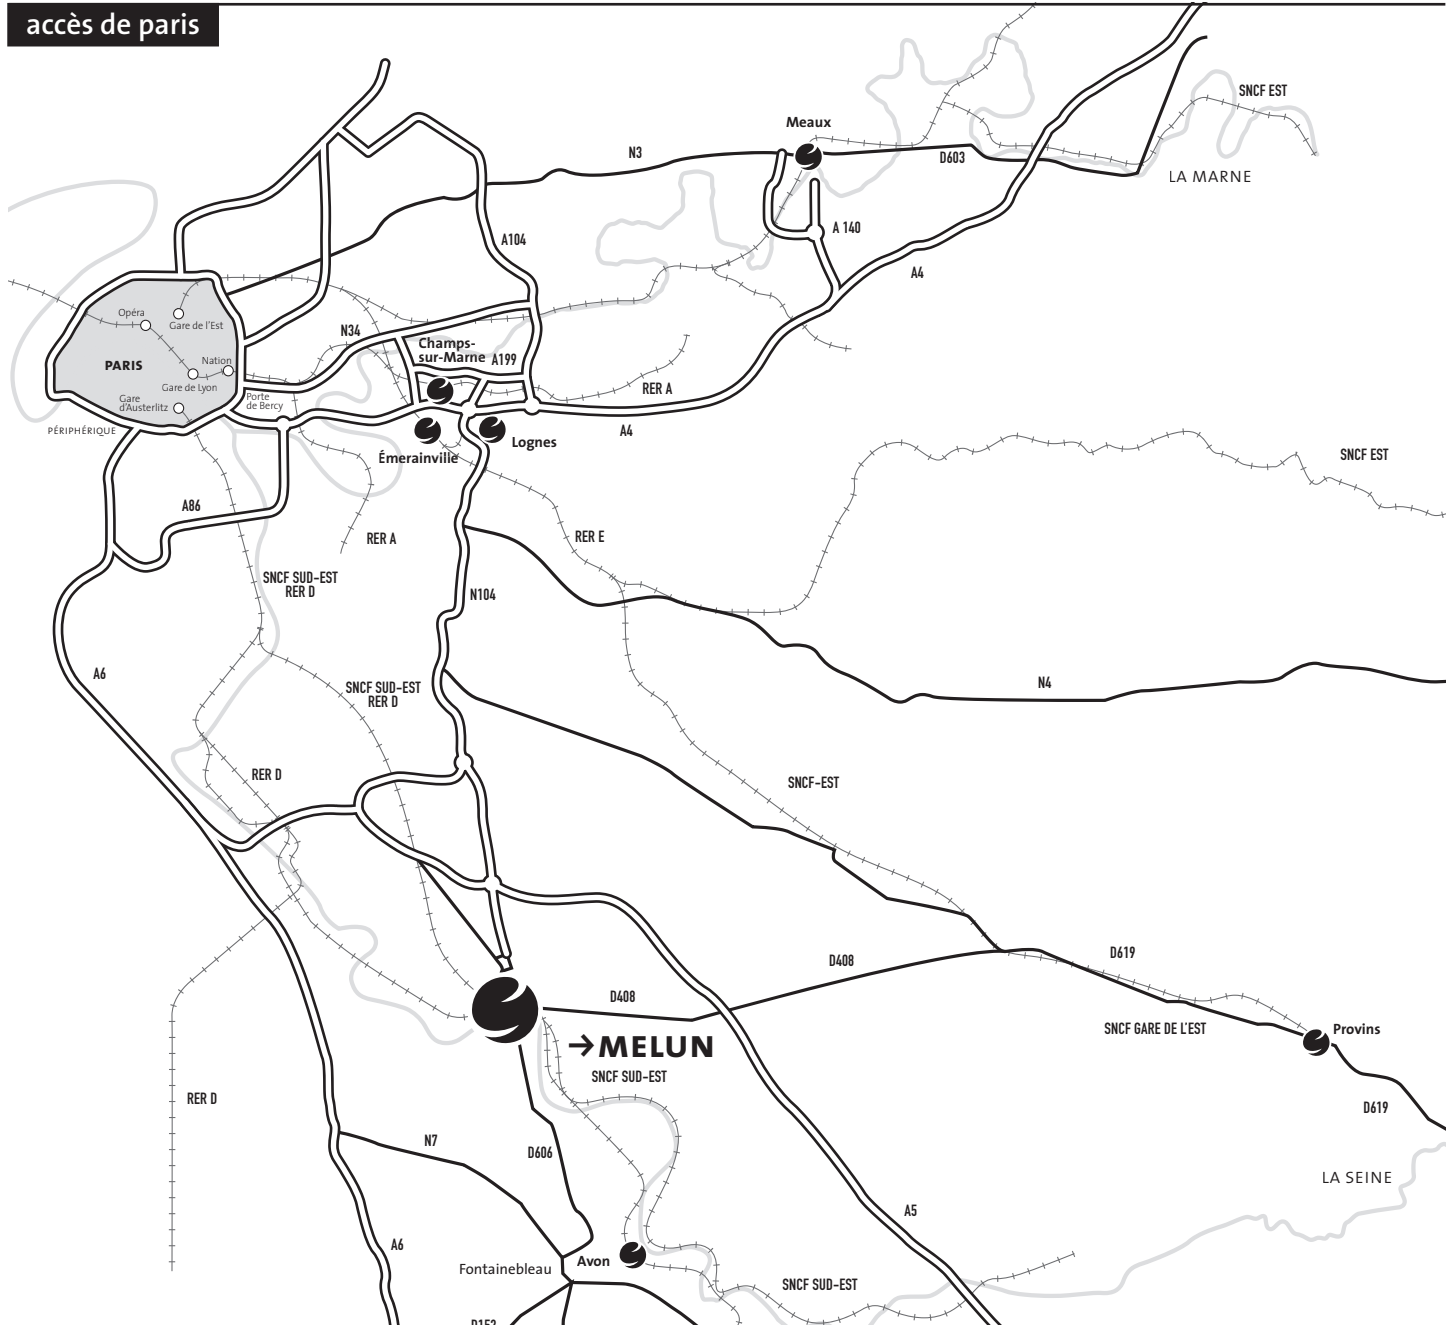 accès de paris
SNCF EST
Meaux
N3
D603
LA MARNE
A104
A 140
A4
Opéra
Gare de l'Est
N34
Champs-
sur-Marne
A199
PARIS
Nation
Gare de Lyon
RER A
Gare
d'Austerlitz
Porte
de Bercy
PÉRIPHÉRIQUE
A4
Lognes
Émerainville
SNCF EST
A86
RER A
RER E
SNCF SUD-EST
RER D
N104
A6
SNCF SUD-EST
RER D
N4
RER D
SNCF-EST
D408
D619
D408
SNCF GARE DE L'EST
Provins
→MELUN
SNCF SUD-EST
RER D
D619
N7
D606
LA SEINE
A5
A6
Fontainebleau
Avon
SNCF SUD-EST
D152